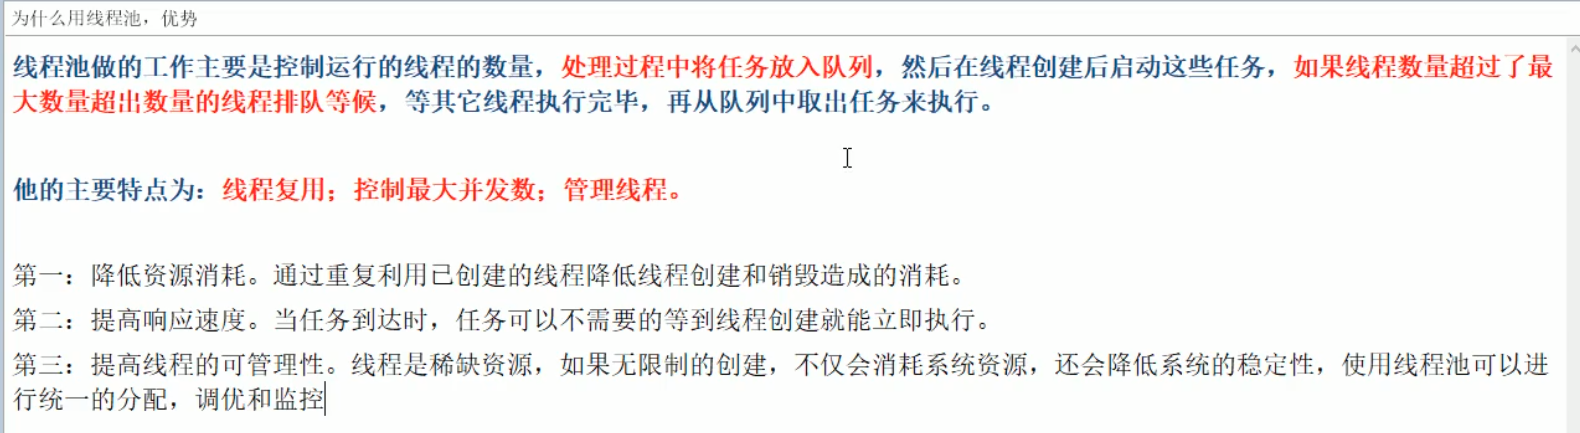 为什么用线程池，优势
线程池做的工作主要是控制运行的线程的数量，处理过程中将任务放入队列，然后在线程创建后启动这些任务，如果线程数量超过了最
大数量超出数量的线程排队等候，等其它线程执行完毕，再从队列中取出任务来执行。
他的主要特点为：线程复用；控制最大并发数；管理线程。
第一：降低资源消耗。通过重复利用已创建的线程降低线程创建和销毁造成的消耗。
第二：提高响应速度。当任务到达时，任务可以不需要的等到线程创建就能立即执行。
第三：提高线程的可管理性。线程是稀缺资源，如果无限制的创建，不仅会消耗系统资源，还会降低系统的稳定性，使用线程池可以进
行统一的分配，调优和监控